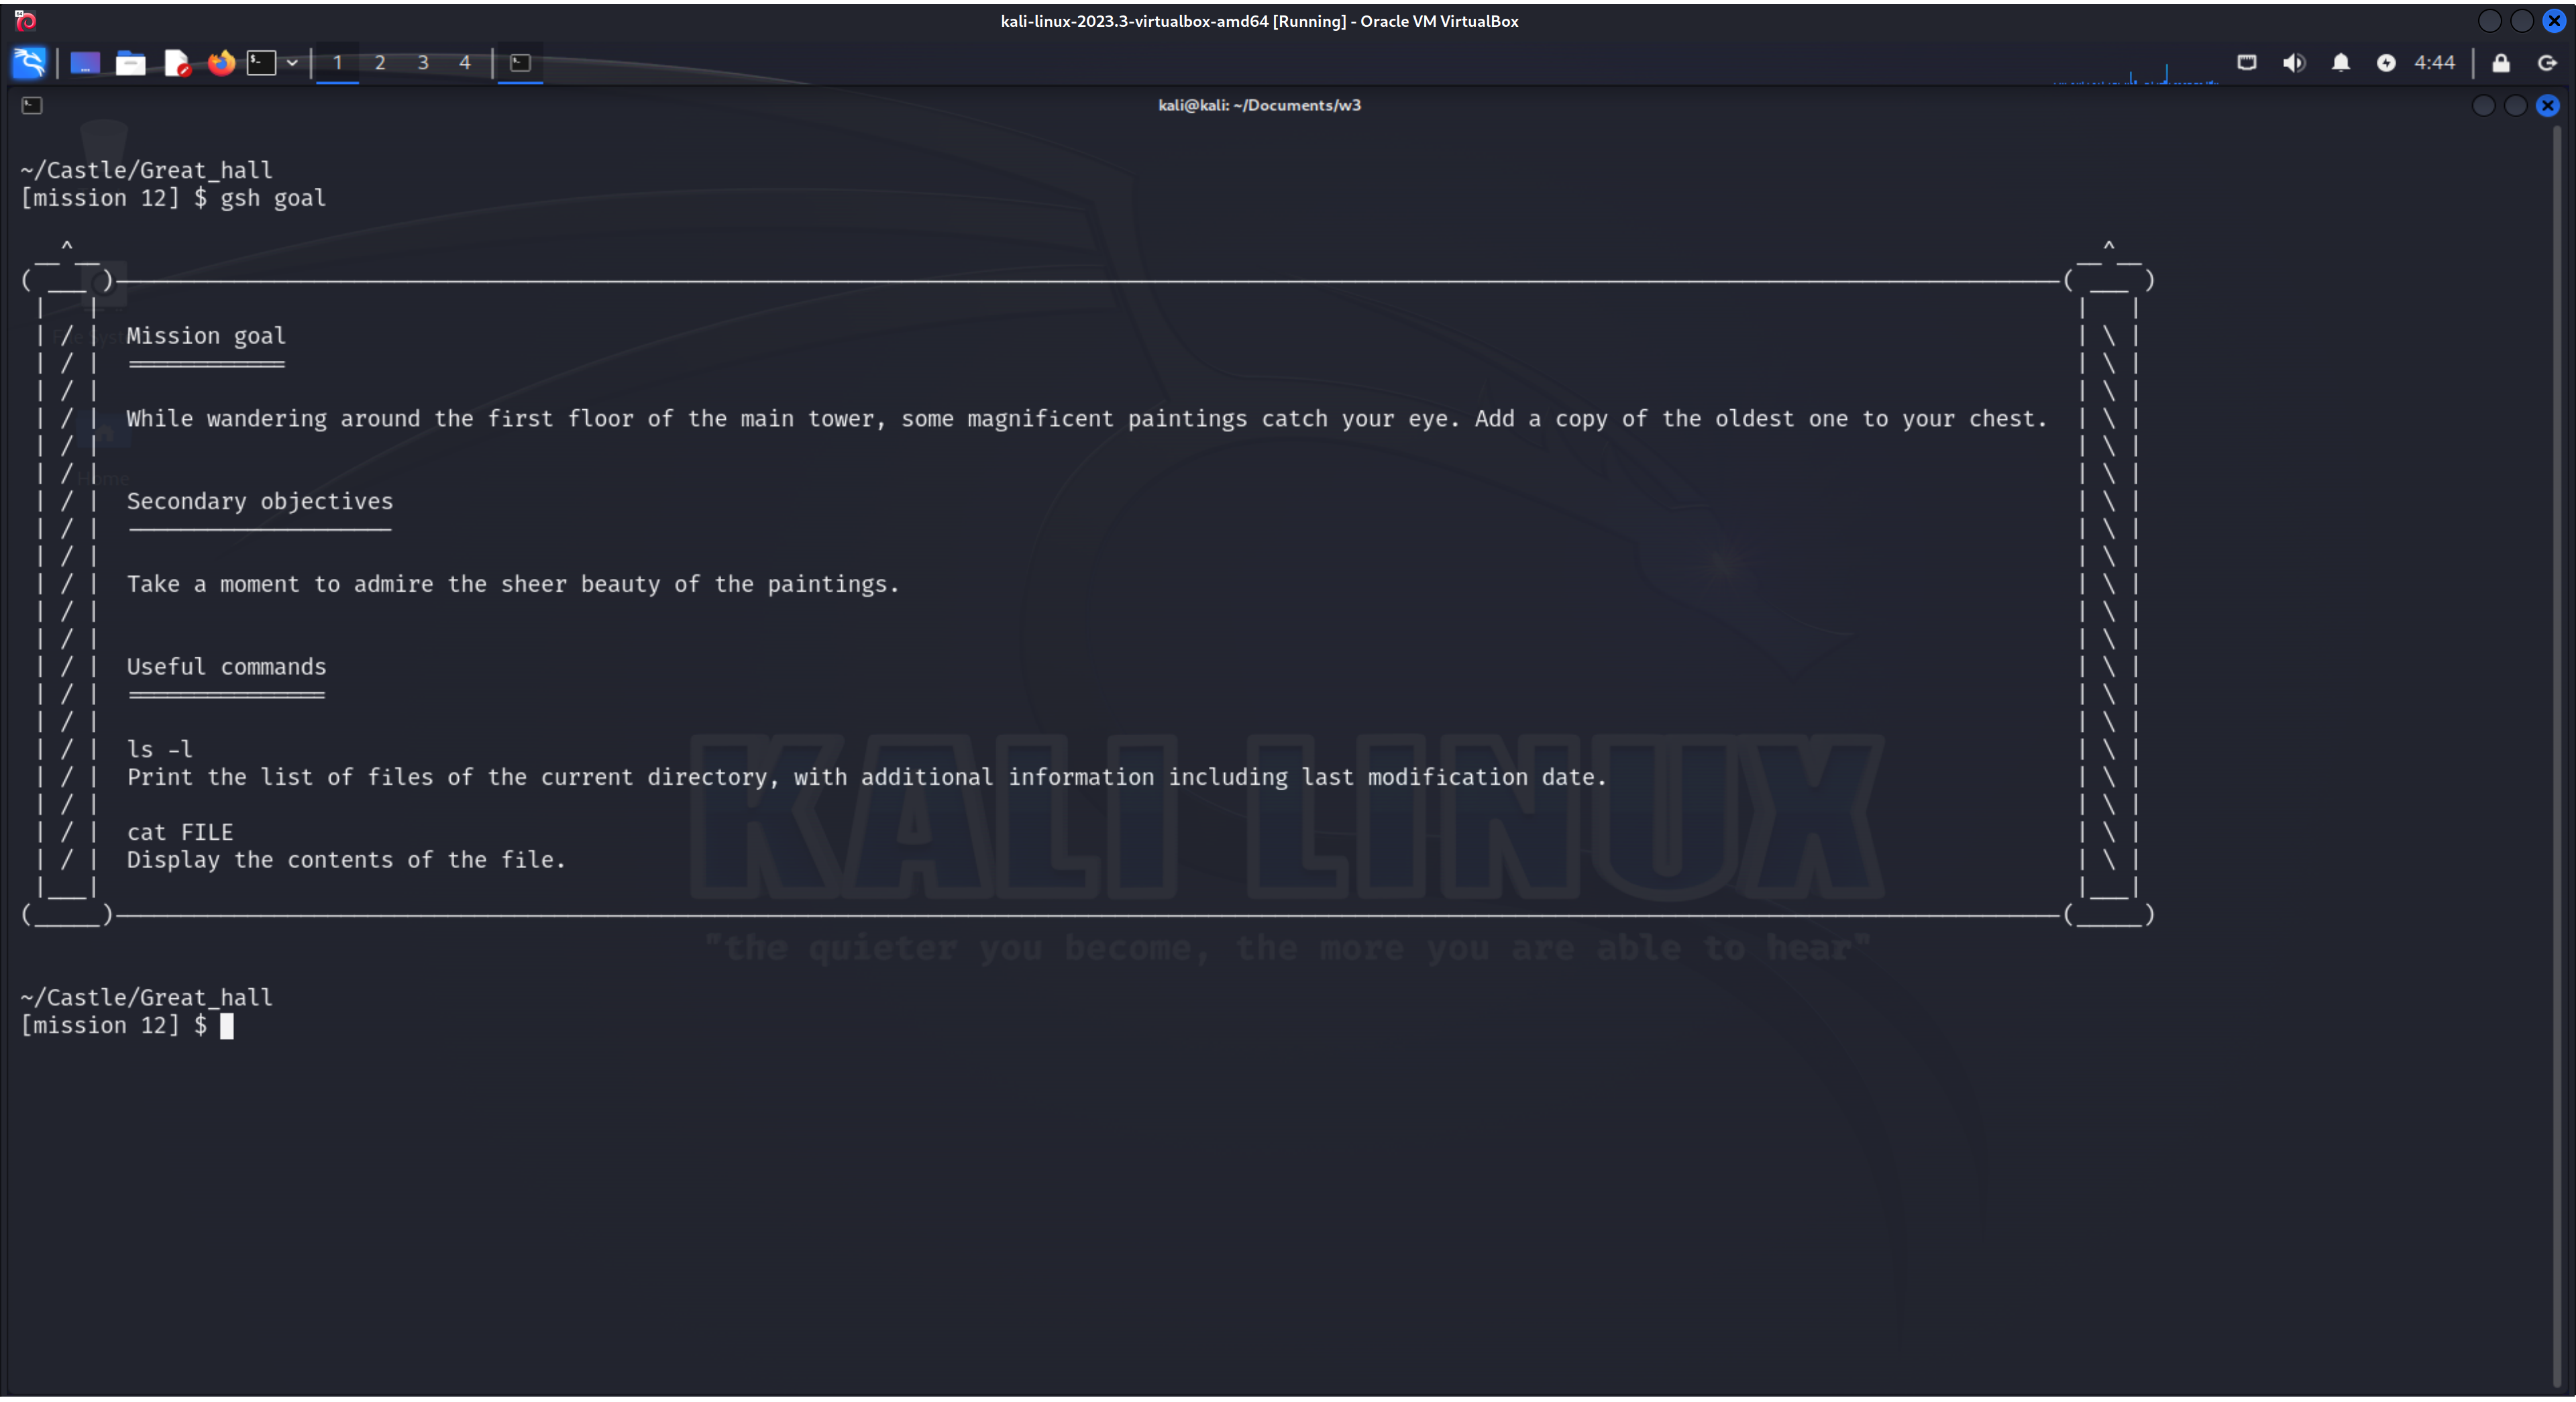 kali-linux-2023.3-virtualbox-amd64 [Running] - Oracle VM VirtualBox
1 2 3 4 4:44
kali@kali: ~/Documents/w3
~/Castle/Great_hall
[mission 12] $ gsh goal
Mission goal
============
While wandering around the first floor of the main tower, some magnificent paintings catch your eye. Add a copy of the oldest one to your chest.
Secondary objectives
--------------------
Take a moment to admire the sheer beauty of the paintings.
Useful commands
===============
ls -l
Print the list of files of the current directory, with additional information including last modification date.
cat FILE
Display the contents of the file.
KALI LINUX
"the quieter you become, the more you are able to hear"
~/Castle/Great_hall
[mission 12] $
Home